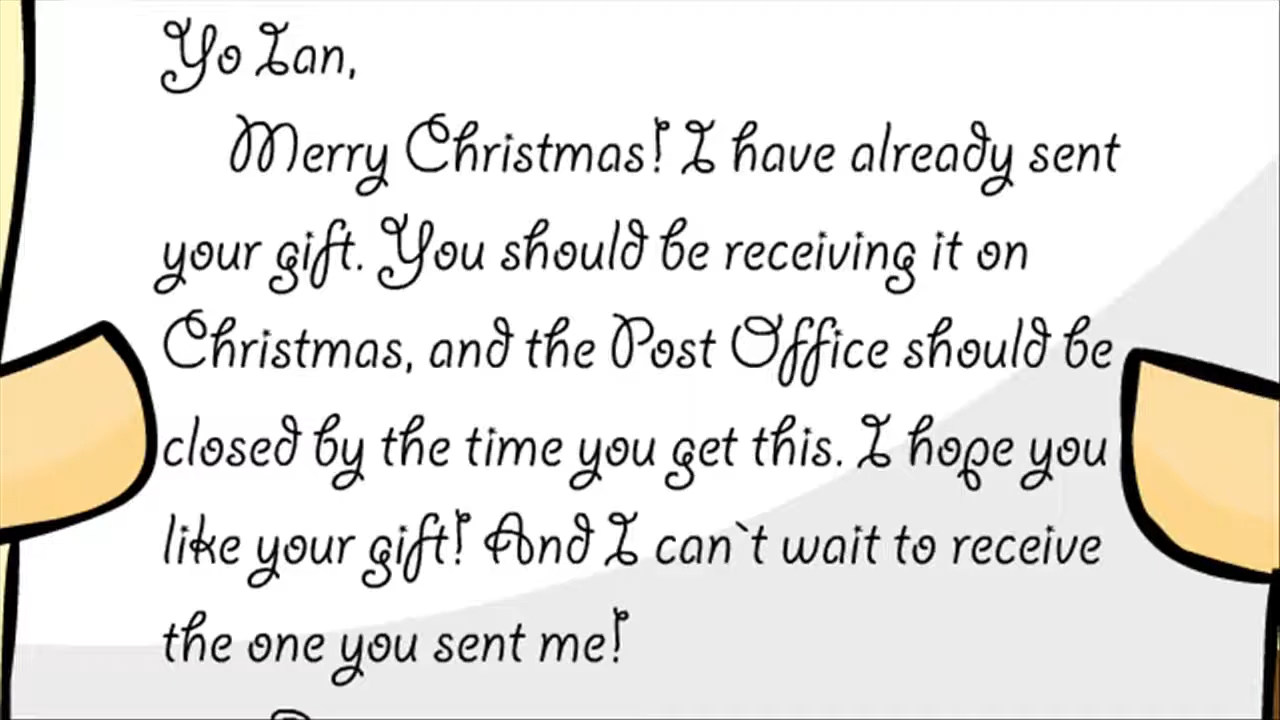 Yo Ian,
Merry Christmas! I have already sent
your gift. You should be receiving it on
Christmas, and the Post Office should be
closed by the time you get this. I hope you
like your gift! And I can`t wait to receive
the one you sent me!